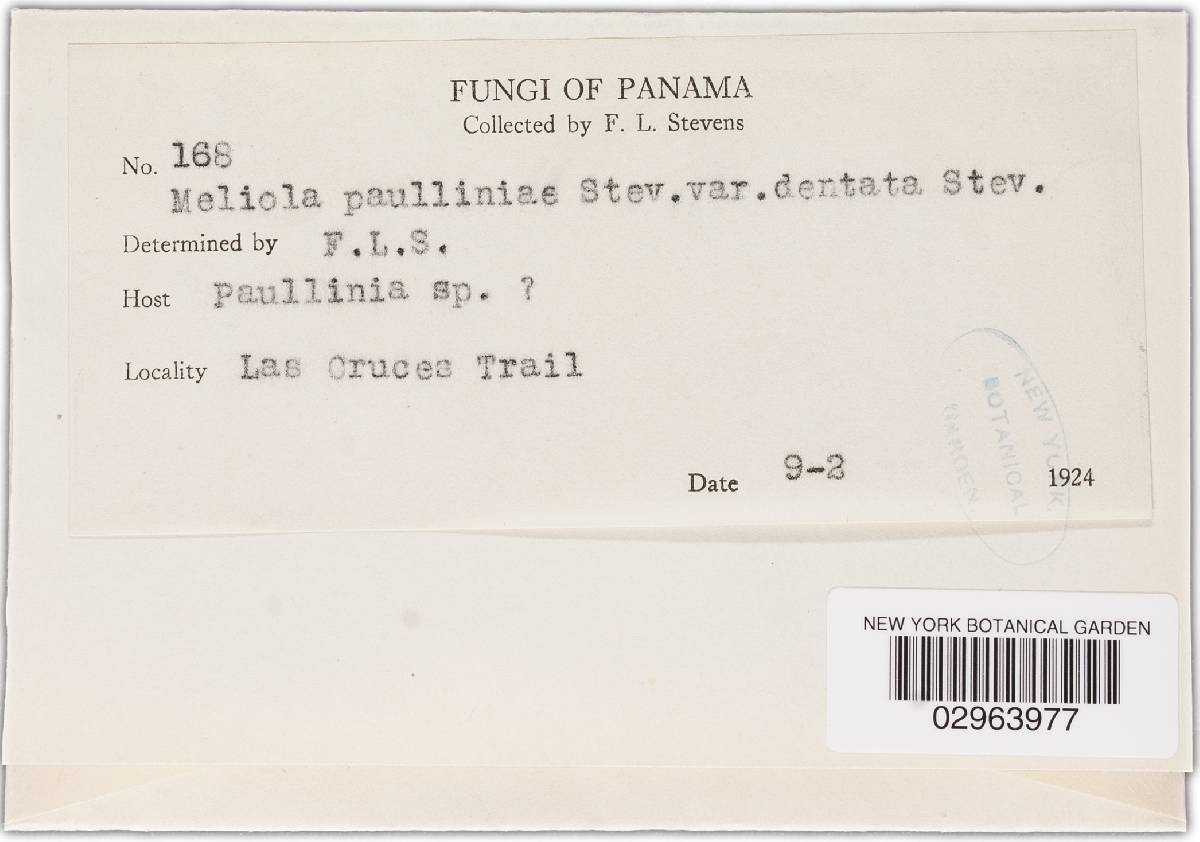 FUNGI OF PANAMA
Collected by F. L. Stevens
No. 168
Meliola paulliniae Stev.var.dentata Stev.
Determined by F.L.S.
Host Paullinia sp. ?
Locality Las Cruces Trail
Date 9-2 1924
NEW YORK
BOTANICAL
GARDEN.
NEW YORK BOTANICAL GARDEN
02963977